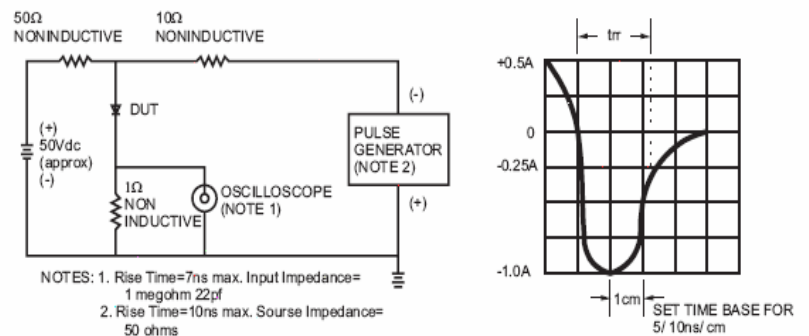 50Ω
NONINDUCTIVE
10Ω
NONINDUCTIVE
DUT
(+)
50Vdc
(approx)
(-)
1Ω
NON
INDUCTIVE
OSCILLOSCOPE
(NOTE 1)
(-)
PULSE
GENERATOR
(NOTE 2)
(+)
NOTES: 1. Rise Time=7ns max. Input Impedance=
1 megohm 22pf
2. Rise Time=10ns max. Sourse Impedance=
50 ohms
trr
+0.5A
0
-0.25A
-1.0A
1cm
SET TIME BASE FOR
5/ 10ns/ cm